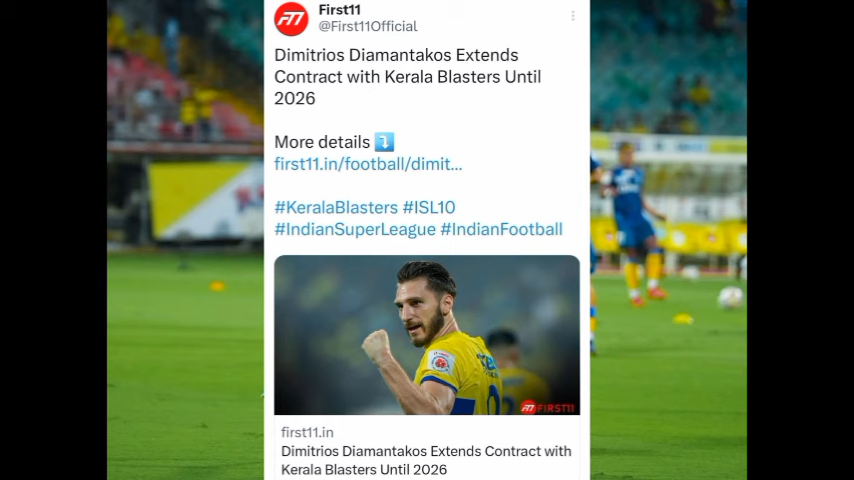 First11
@First11Official
Dimitrios Diamantakos Extends
Contract with Kerala Blasters Until
2026
More details
first11.in/football/dimit...
#KeralaBlasters #ISL10
#IndianSuperLeague #IndianFootball
FIRST11
first11.in
Dimitrios Diamantakos Extends Contract with
Kerala Blasters Until 2026